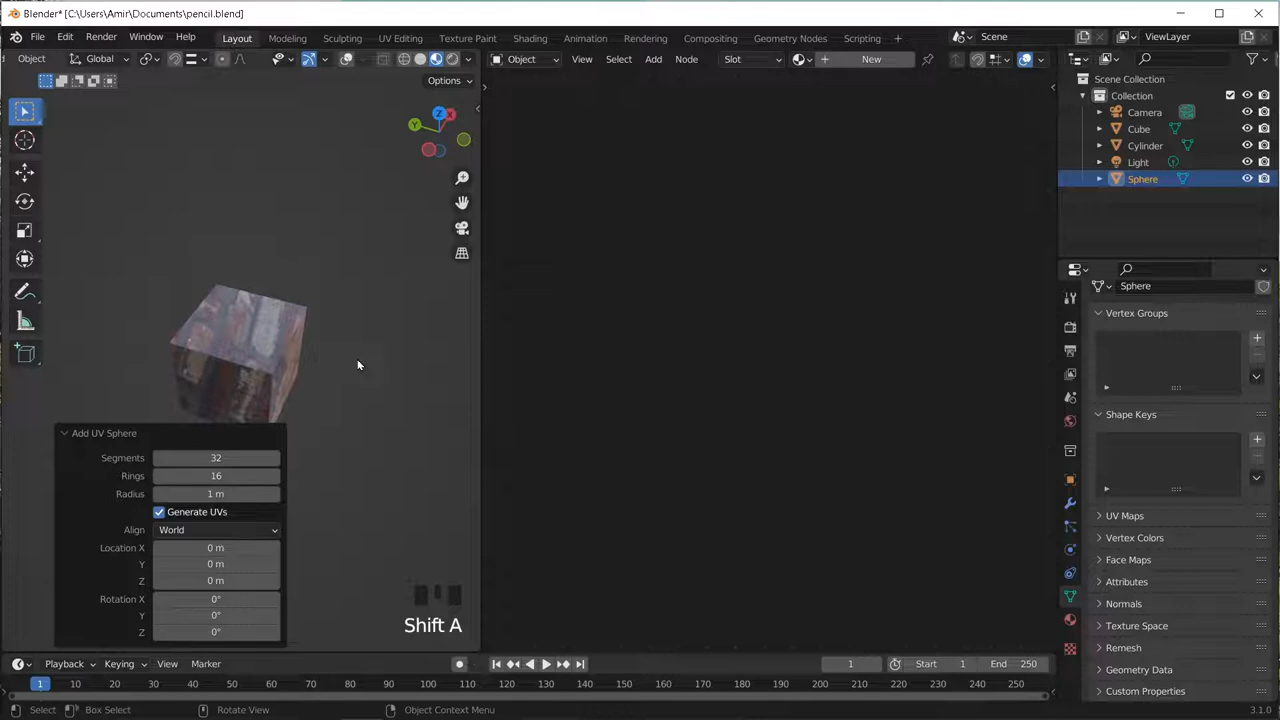 Blender* [C:\Users\Amir\Documents\pencil.blend]
File Edit Render Window Help Layout Modeling Sculpting UV Editing Texture Paint Shading Animation Rendering Compositing Geometry Nodes Scripting + Scene ViewLayer
Object Global Object View Select Add Node Slot New
Options
Scene Collection
Collection
Camera
Cube
Cylinder
Light
Sphere
Z
X
Y
Sphere
Vertex Groups
Shape Keys
Add UV Sphere
Segments 32
Rings 16
Radius 1 m
Generate UVs
Align World
Location X 0 m
Y 0 m
Z 0 m
Rotation X 0°
Y 0°
Z 0°
Shift A
UV Maps
Vertex Colors
Face Maps
Attributes
Normals
Texture Space
Remesh
Geometry Data
Custom Properties
Playback Keying View Marker 1 Start 1 End 250
1 10 20 30 40 50 60 70 80 90 100 110 120 130 140 150 160 170 180 190 200 210 220 230 240 250
Select Box Select Rotate View Object Context Menu 3.1.0